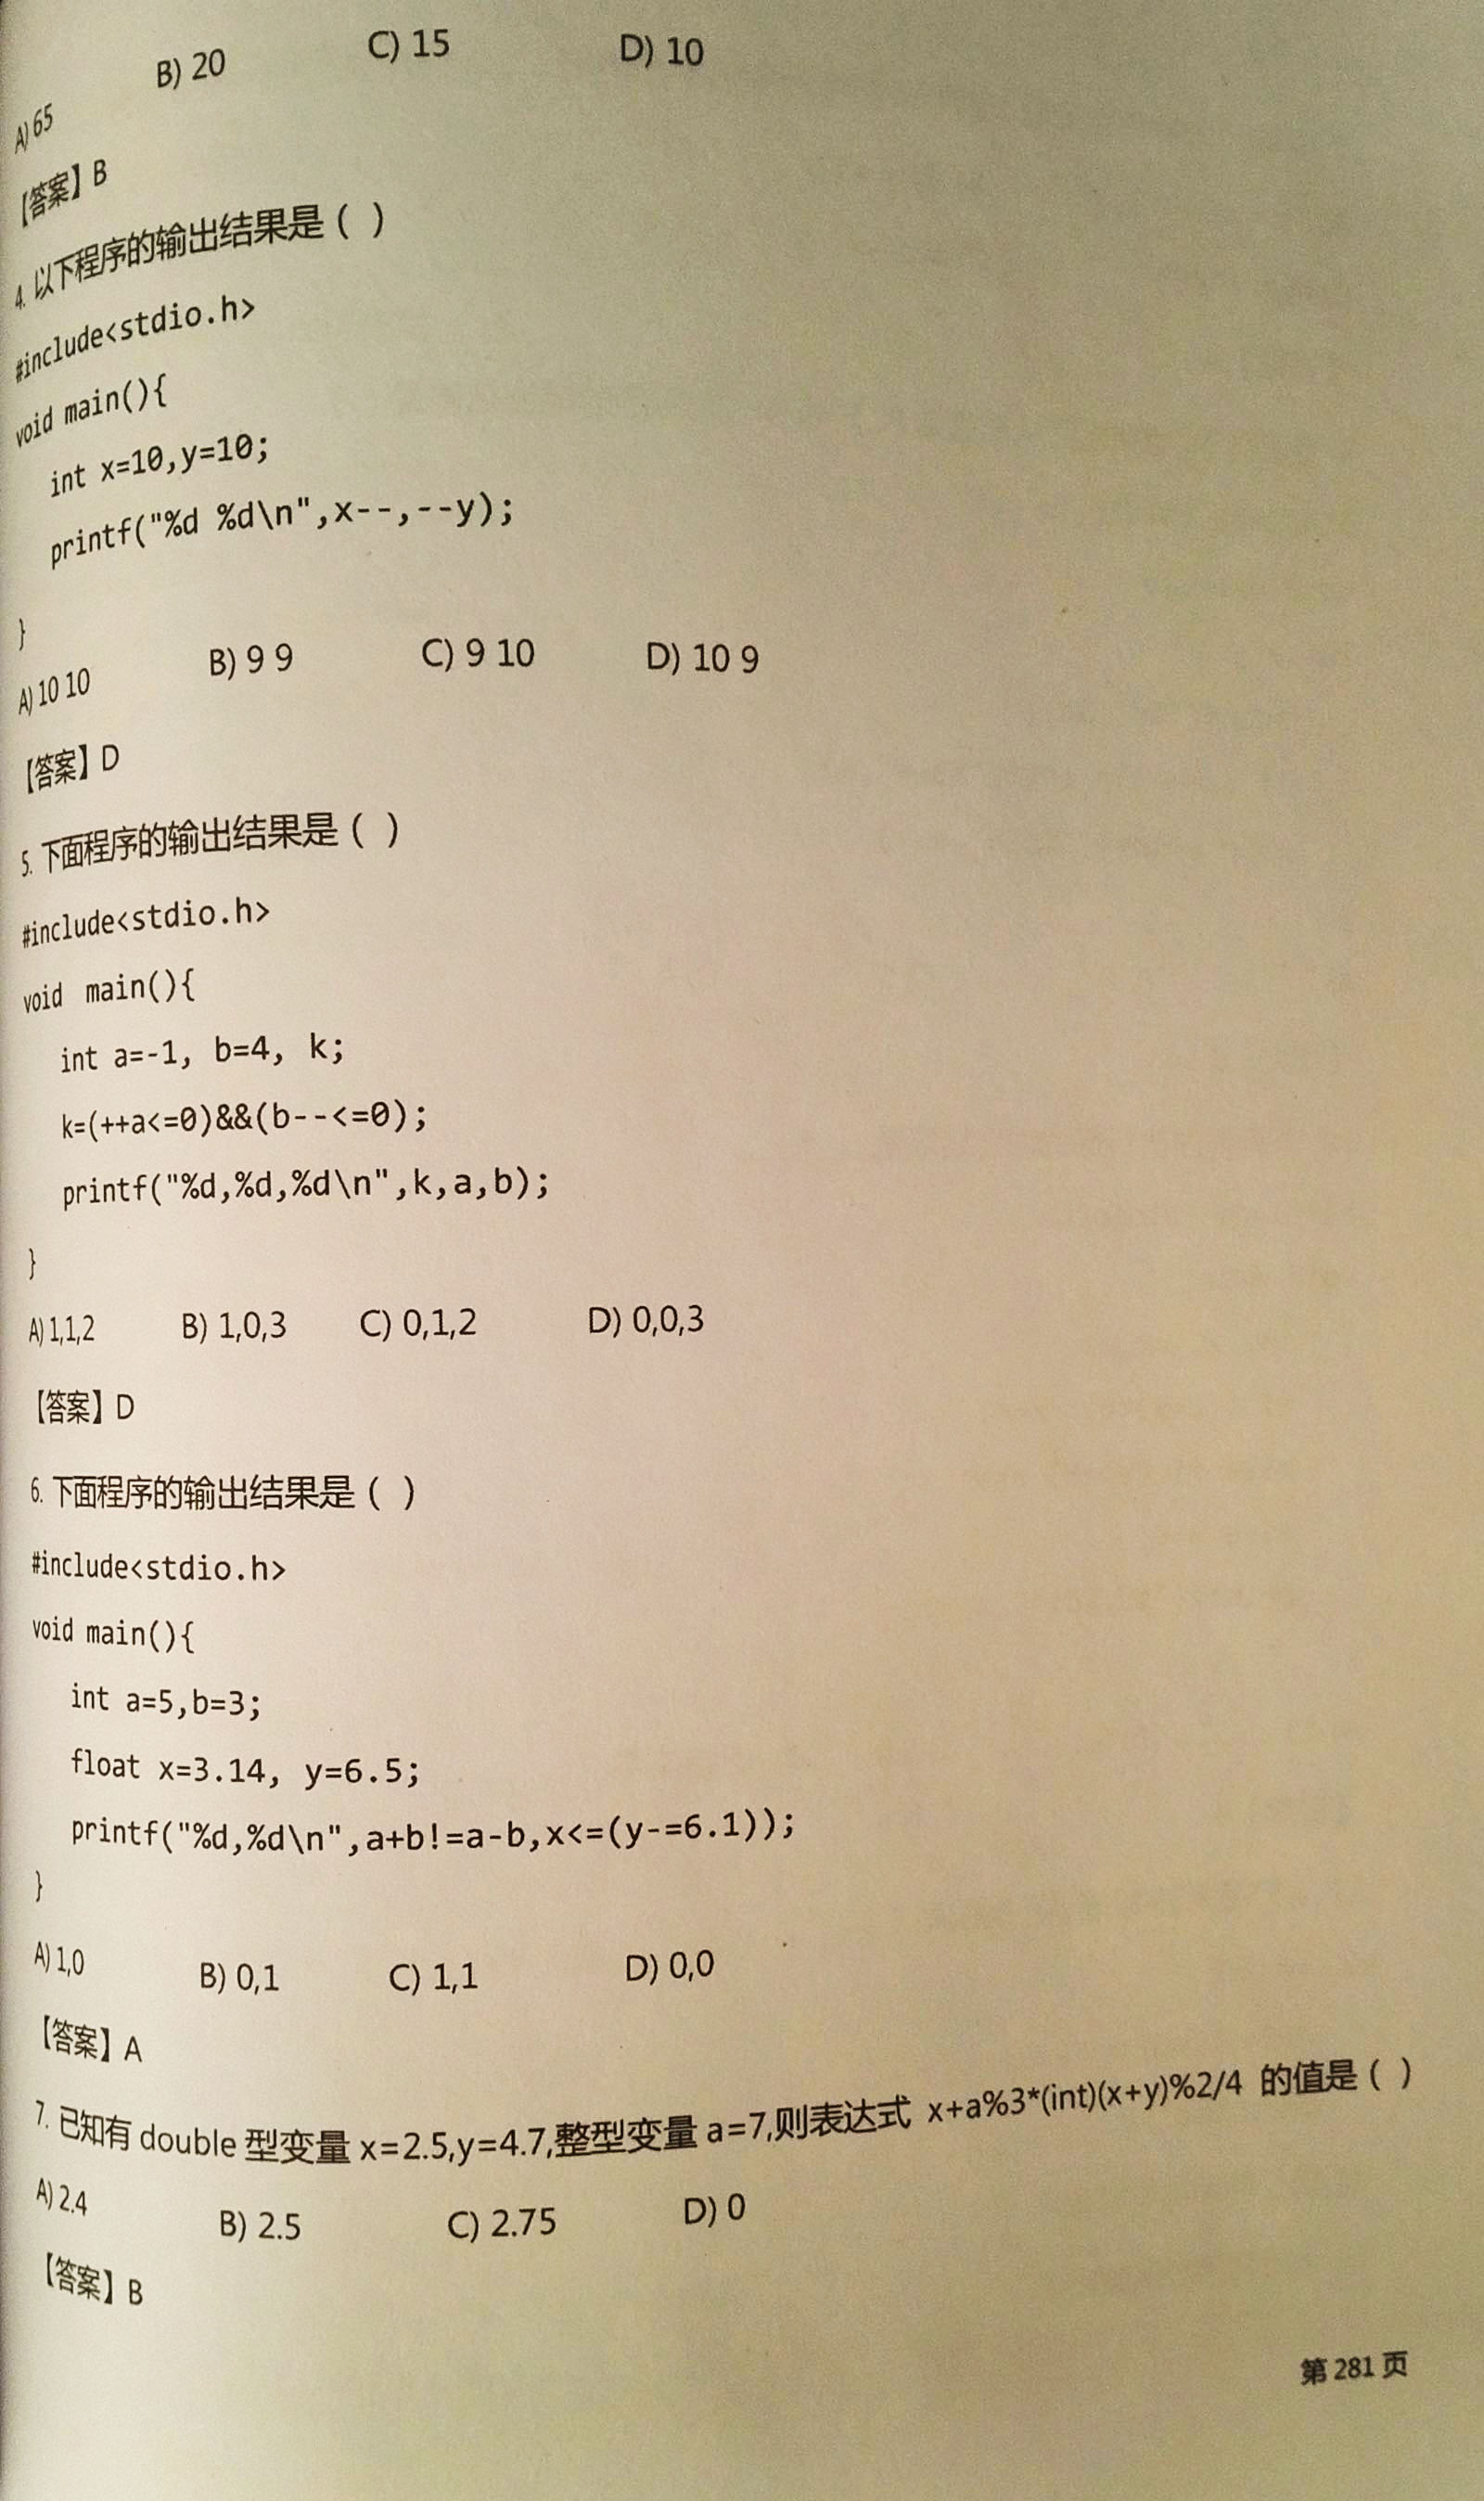 A) 65 B) 20 C) 15 D) 10
【答案】B
4. 以下程序的输出结果是 ( )
#include<stdio.h>
void main(){
int x=10,y=10;
printf("%d %d\n",x--,--y);
}
A) 10 10 B) 9 9 C) 9 10 D) 10 9
【答案】D
5. 下面程序的输出结果是 ( )
#include<stdio.h>
void main(){
int a=-1, b=4, k;
k=(++a<=0)&&(b--<=0);
printf("%d,%d,%d\n",k,a,b);
}
A) 1,1,2 B) 1,0,3 C) 0,1,2 D) 0,0,3
【答案】D
6. 下面程序的输出结果是 ( )
#include<stdio.h>
void main(){
int a=5,b=3;
float x=3.14, y=6.5;
printf("%d,%d\n",a+b!=a-b,x<=(y-=6.1));
}
A) 1,0 B) 0,1 C) 1,1 D) 0,0
【答案】A
7. 已知有 double 型变量 x=2.5,y=4.7,整型变量 a=7,则表达式 x+a%3*(int)(x+y)%2/4 的值是 ( )
A) 2.4 B) 2.5 C) 2.75 D) 0
【答案】B
第 281 页